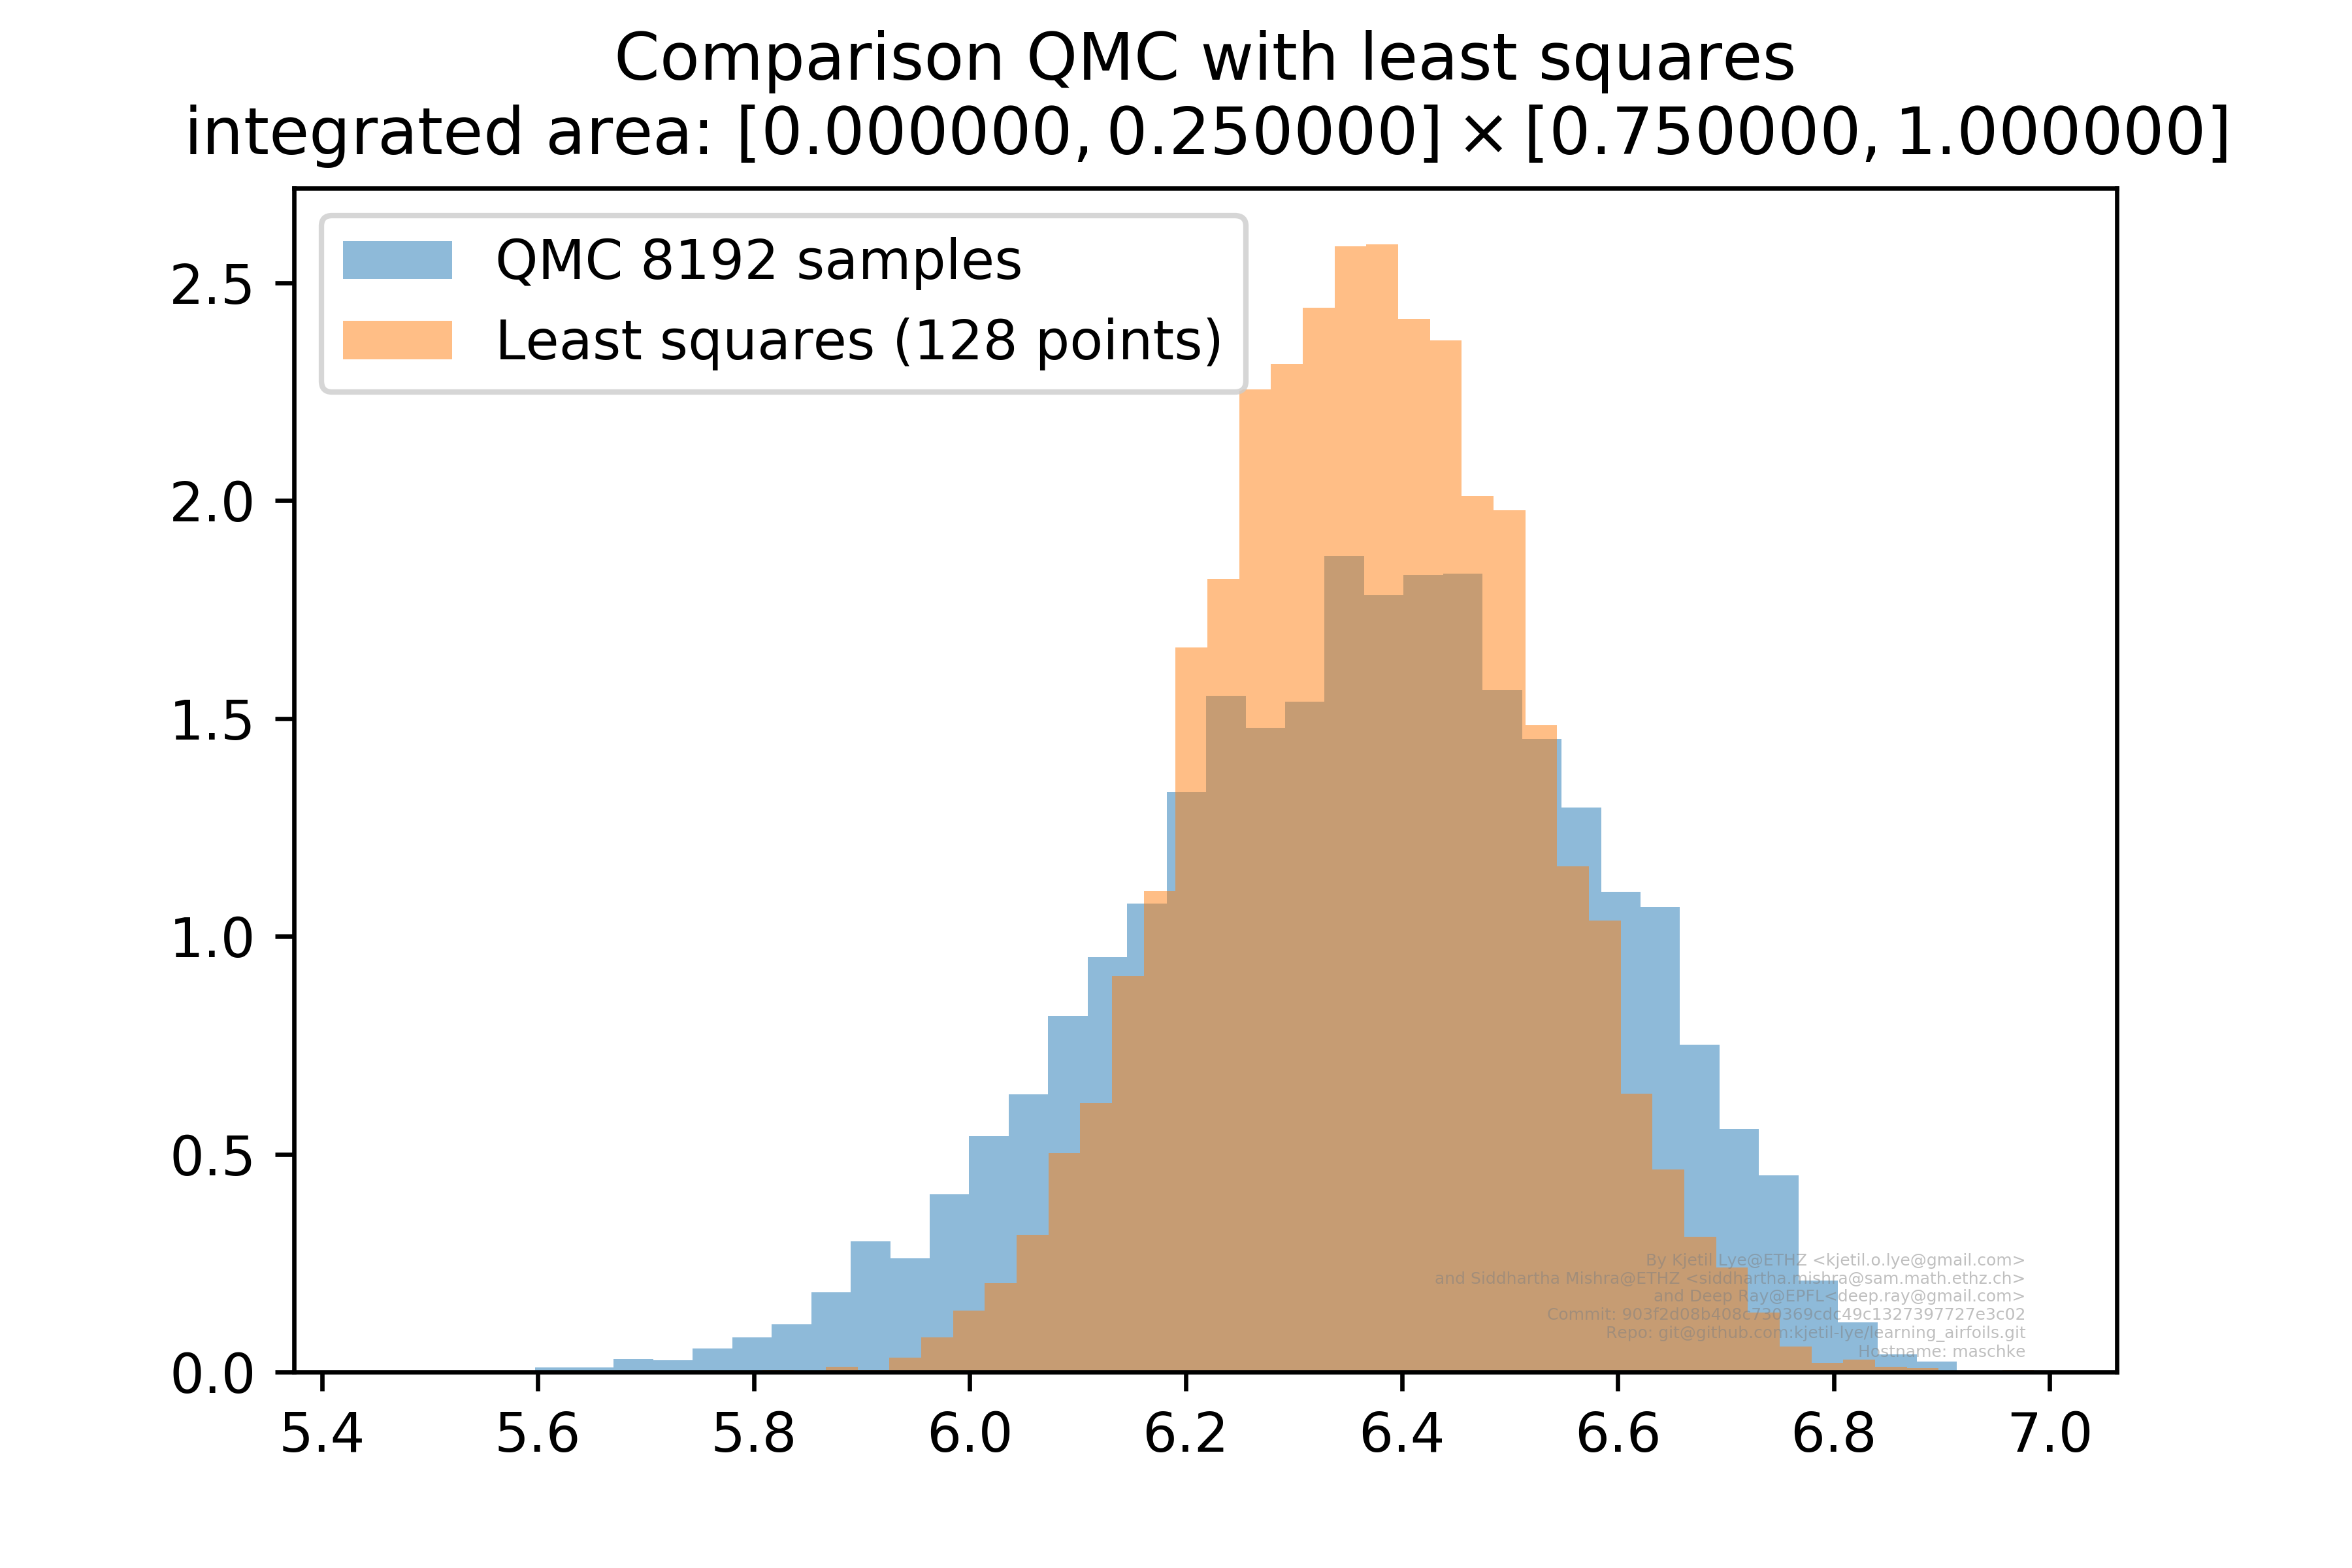 Comparison QMC with least squares
integrated area: [0.000000, 0.250000] × [0.750000, 1.000000]
QMC 8192 samples
Least squares (128 points)
2.5
2.0
1.5
1.0
0.5
0.0
5.4 5.6 5.8 6.0 6.2 6.4 6.6 6.8 7.0
By Kjetil Lye@ETHZ <kjetil.o.lye@gmail.com>
and Siddhartha Mishra@ETHZ <siddhartha.mishra@sam.math.ethz.ch>
and Deep Ray@EPFL<deep.ray@gmail.com>
Commit: 903f2d08b408c730369cdc49c1327397727e3c02
Repo: git@github.com:kjetil-lye/learning_airfoils.git
Hostname: maschke